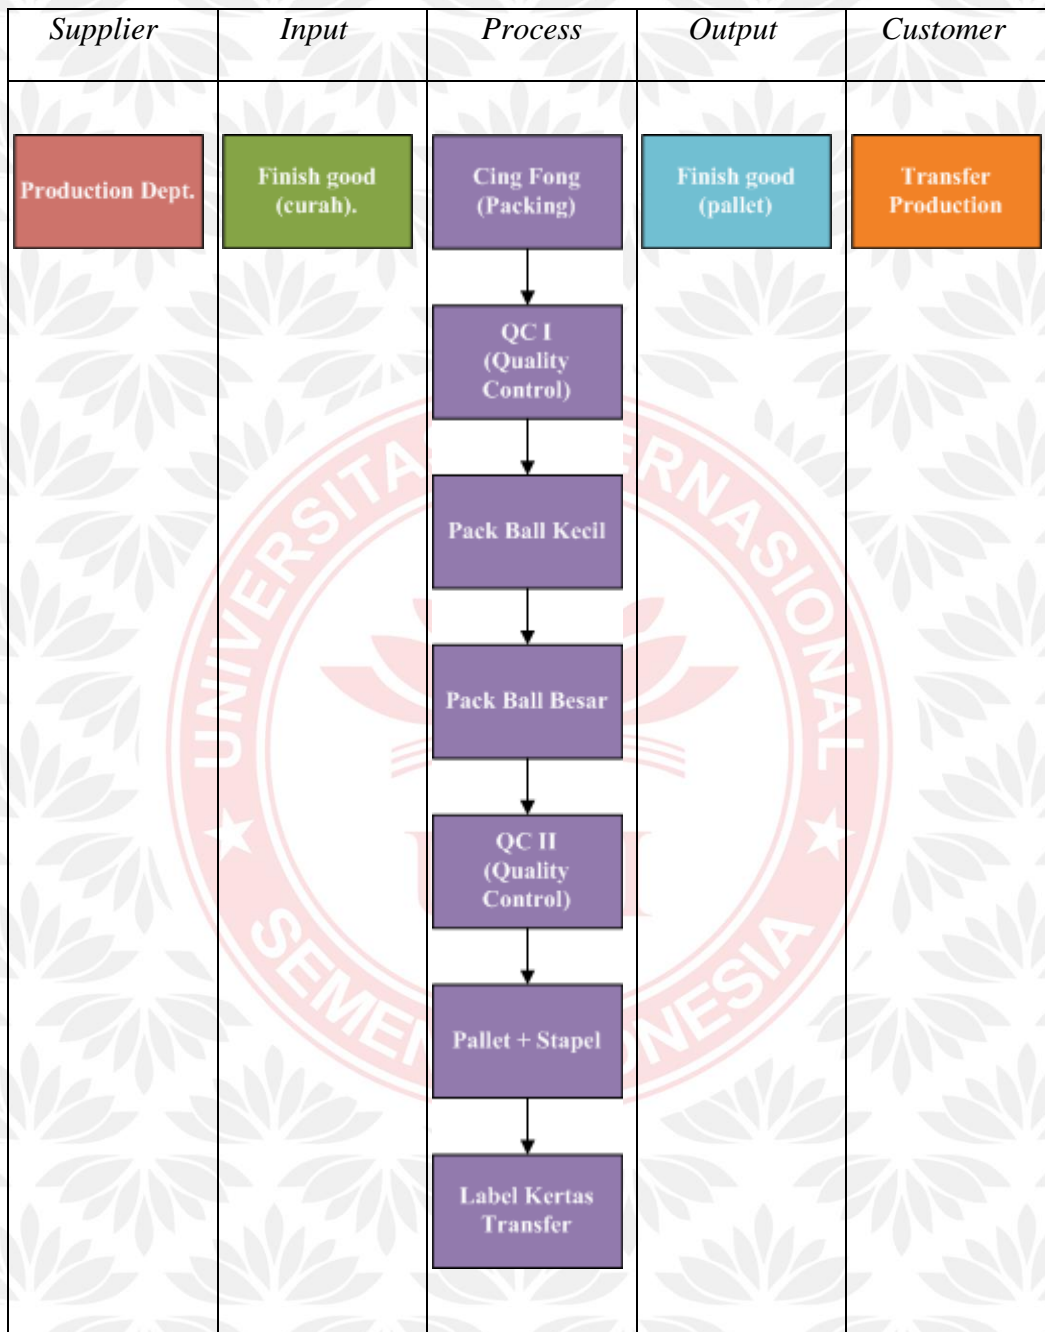 Supplier
Input
Process
Output
Customer
Production Dept.
Finish good
(curah).
Cing Fong
(Packing)
Finish good
(pallet)
Transfer
Production
QC I
(Quality
Control)
Pack Ball Kecil
Pack Ball Besar
QC II
(Quality
Control)
Pallet + Stapel
Label Kertas
Transfer